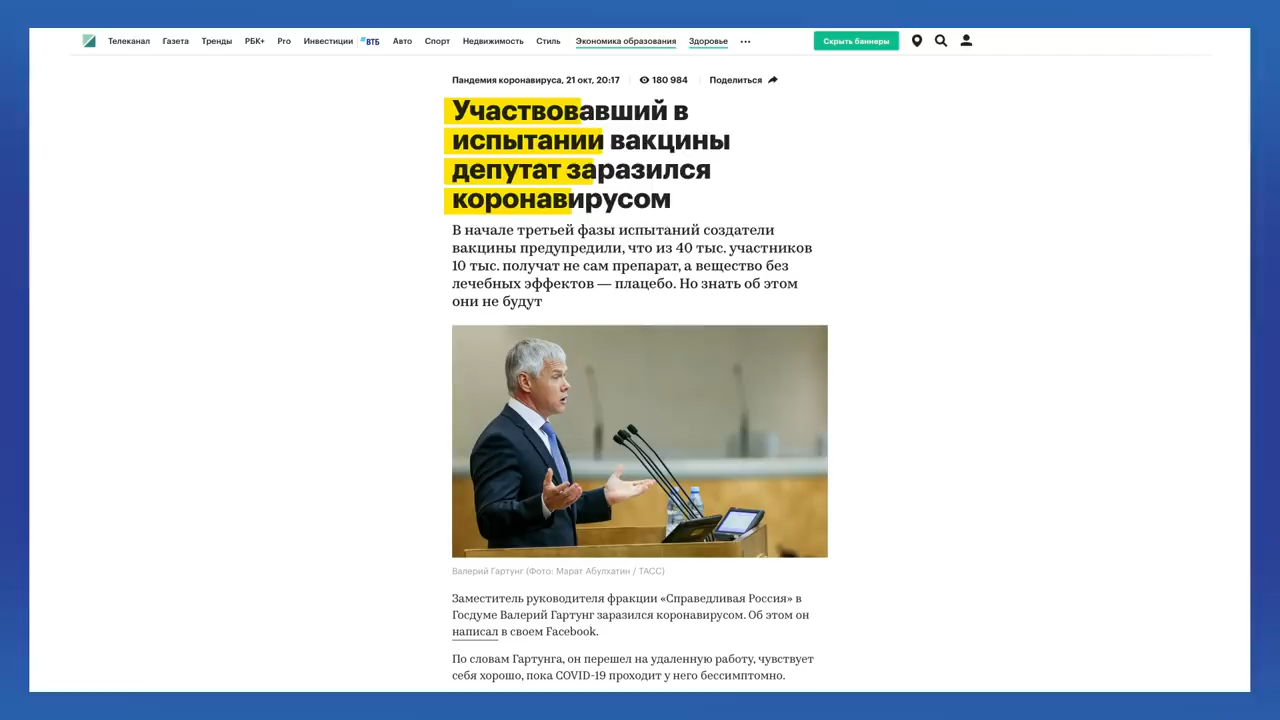 Телеканал Газета Тренды РБК+ Pro Инвестиции ВТБ Авто Спорт Недвижимость Стиль Экономика образования Здоровье ••• Скрыть баннеры
Пандемия коронавируса, 21 окт, 20:17 180 984 Поделиться
Участвовавший в
испытании вакцины
депутат заразился
коронавирусом
В начале третьей фазы испытаний создатели
вакцины предупредили, что из 40 тыс. участников
10 тыс. получат не сам препарат, а вещество без
лечебных эффектов — плацебо. Но знать об этом
они не будут
Валерий Гартунг (Фото: Марат Абулхатин / ТАСС)
Заместитель руководителя фракции «Справедливая Россия» в
Госдуме Валерий Гартунг заразился коронавирусом. Об этом он
написал в своем Facebook.
По словам Гартунга, он перешел на удаленную работу, чувствует
себя хорошо, пока COVID-19 проходит у него бессимптомно.